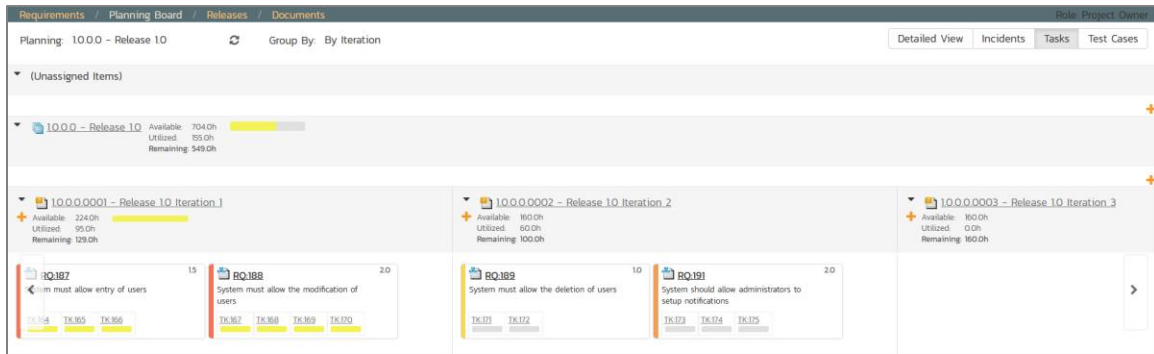 Requirements / Planning Board / Releases / Documents Role: Project Owner
Planning: 1.0.0.0 - Release 1.0 Group By: By Iteration Detailed View Incidents Tasks Test Cases
(Unassigned Items)
1.0.0.0 - Release 1.0 Available: 704.0h
Utilized: 155.0h
Remaining: 549.0h
1.0.0.0.0001 - Release 1.0 Iteration 1
Available: 224.0h
Utilized: 95.0h
Remaining: 129.0h
1.0.0.0.0002 - Release 1.0 Iteration 2
Available: 160.0h
Utilized: 60.0h
Remaining: 100.0h
1.0.0.0.0003 - Release 1.0 Iteration 3
Available: 160.0h
Utilized: 0.0h
Remaining: 160.0h
RQ:187 1.5
must allow entry of users
TK:165 TK:166
RQ:188 2.0
System must allow the modification of
users
TK:167 TK:168 TK:169 TK:170
RQ:189 1.0
System must allow the deletion of users
TK:171 TK:172
RQ:191 2.0
System should allow administrators to
setup notifications
TK:173 TK:174 TK:175